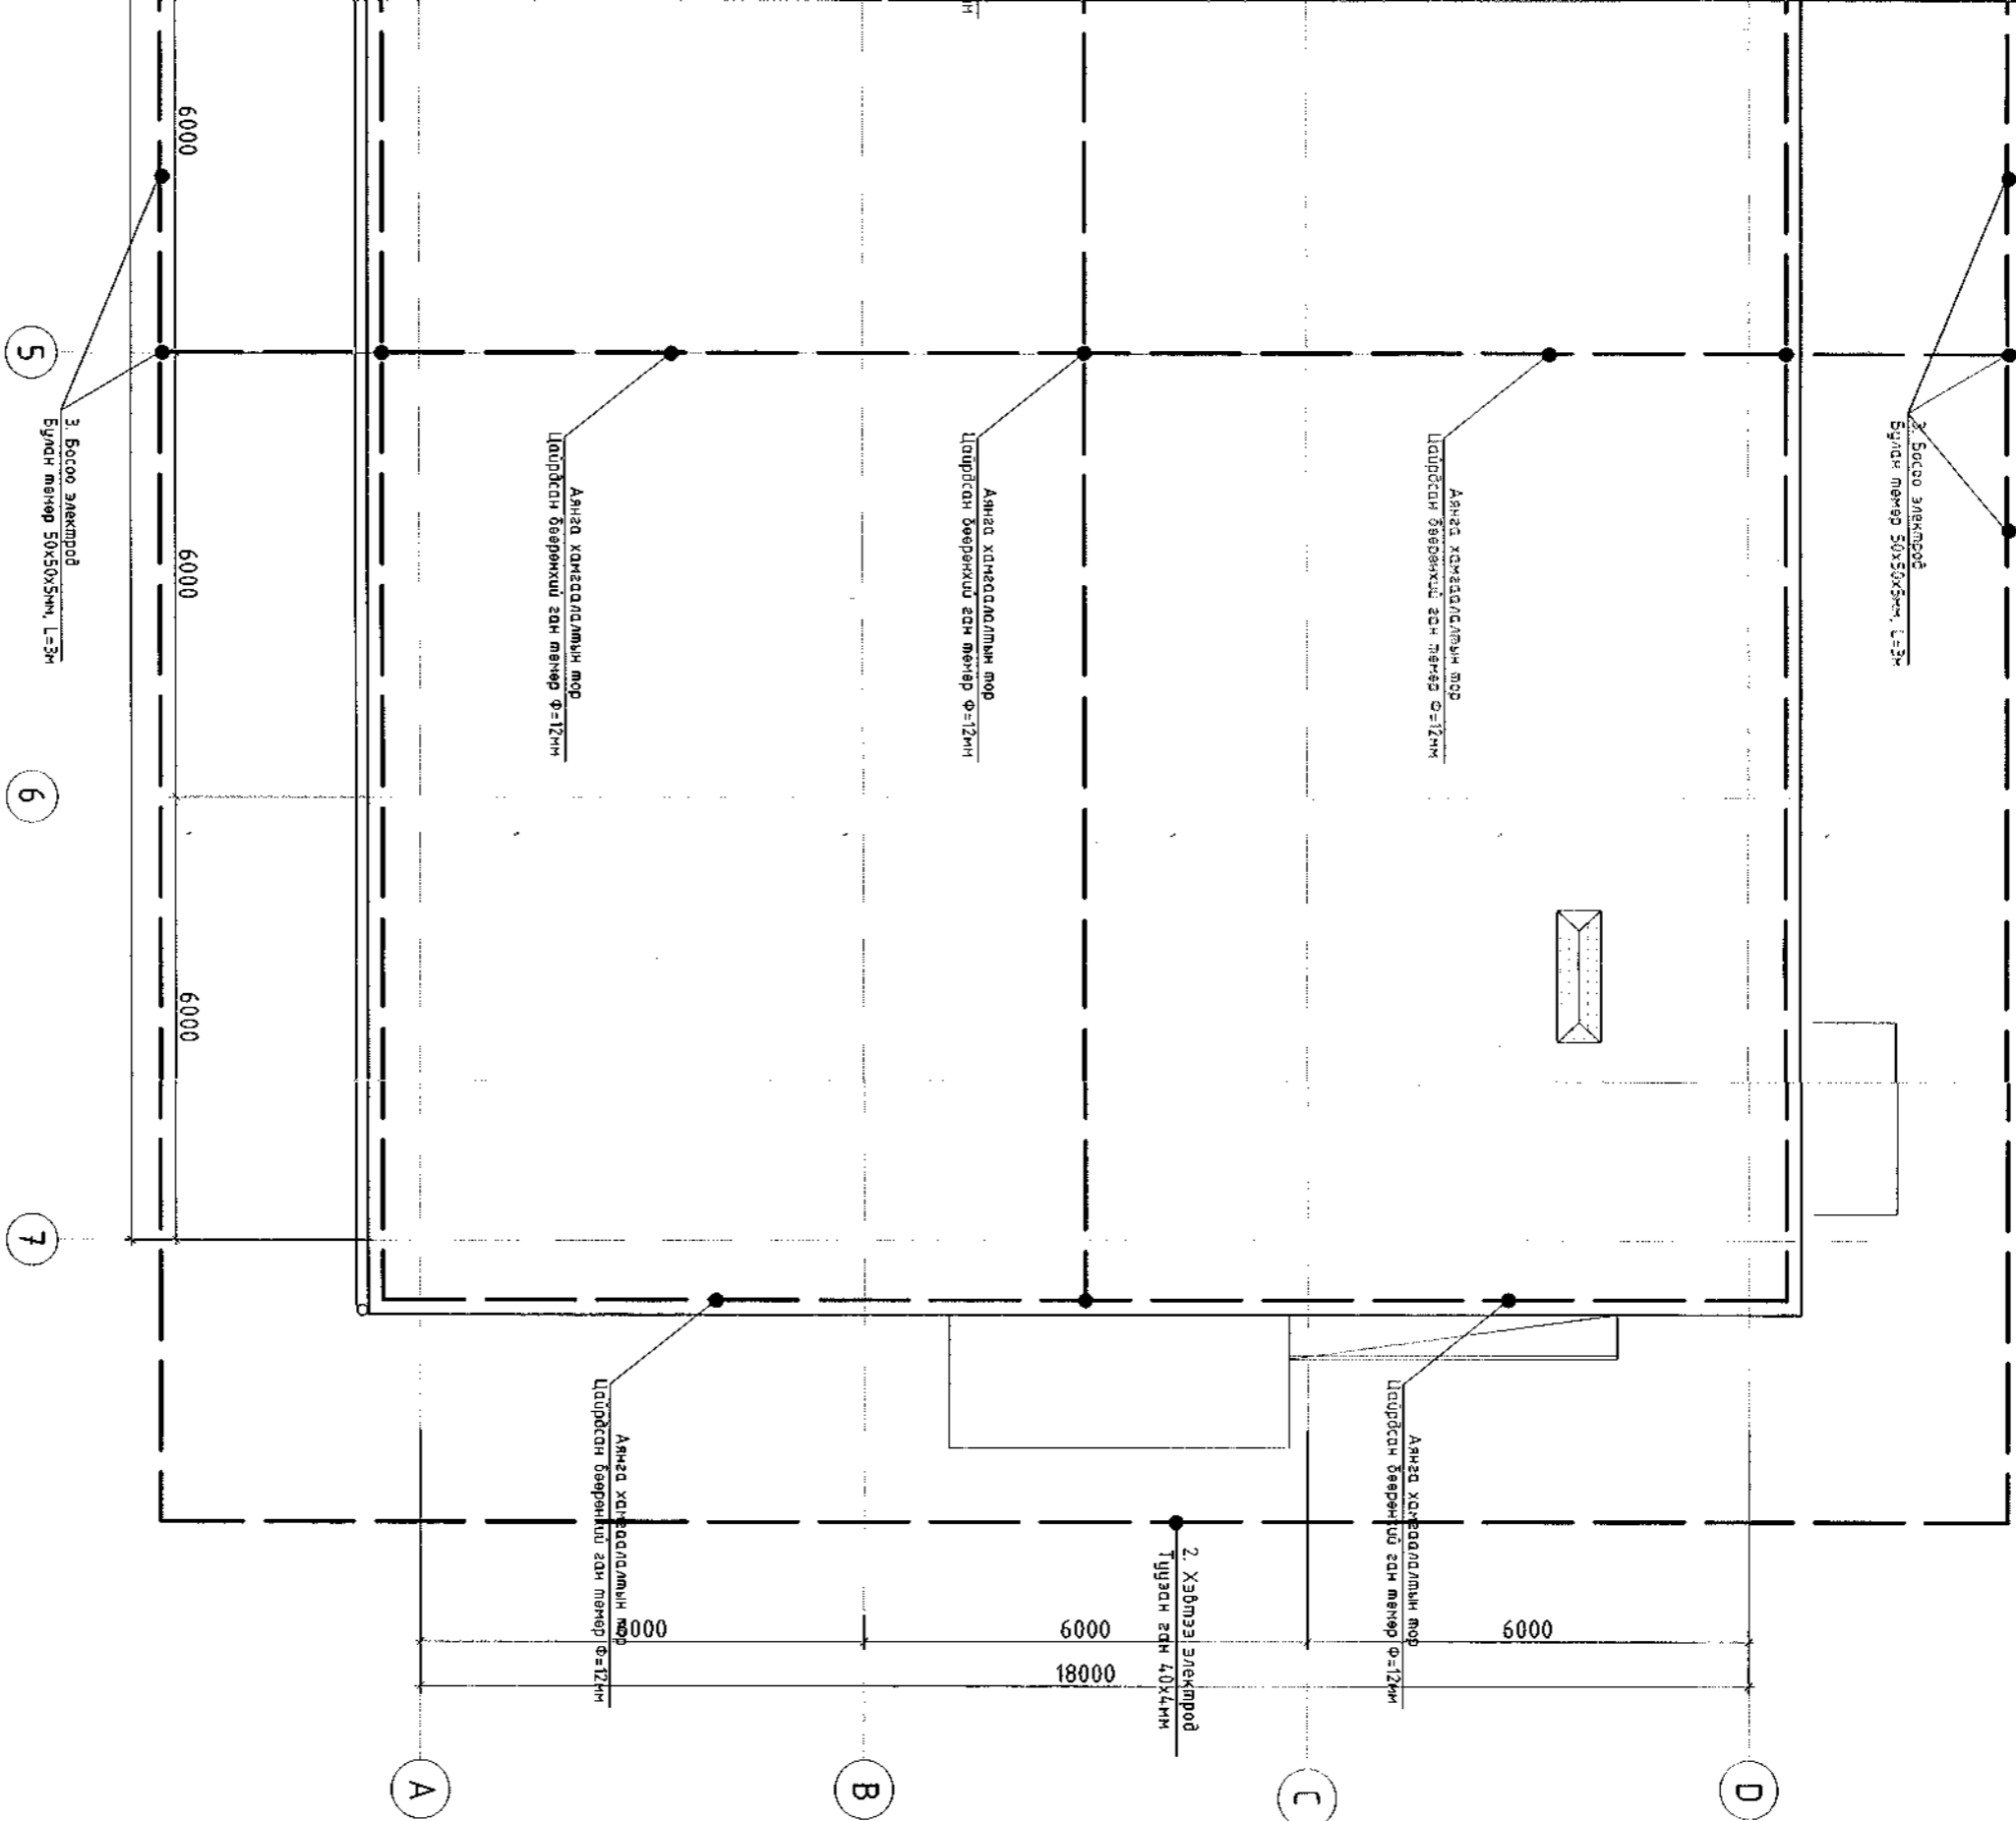 6000
5
3. Босоо электрод
Булан төмөр 50x50x5мм, L=3м
Аянга хамгаалалтын тор
Цайрдсан бөөрөнхий ган төмөр Ф=12мм
Аянга хамгаалалтын тор
Цайрдсан бөөрөнхий ган төмөр Ф=12мм
Аянга хамгаалалтын тор
Цайрдсан бөөрөнхий ган төмөр Ф=12мм
3. Босоо электрод
Булан төмөр 50x50x5мм, L=3м
6000
6
6000
7
Аянга хамгаалалтын тор
Цайрдсан бөөрөнхий ган төмөр Ф=12мм
Аянга хамгаалалтын тор
Цайрдсан бөөрөнхий ган төмөр Ф=12мм
2. Хэвтээ электрод
Туузан ган 40x4мм
6000
6000
6000
18000
A
B
C
D